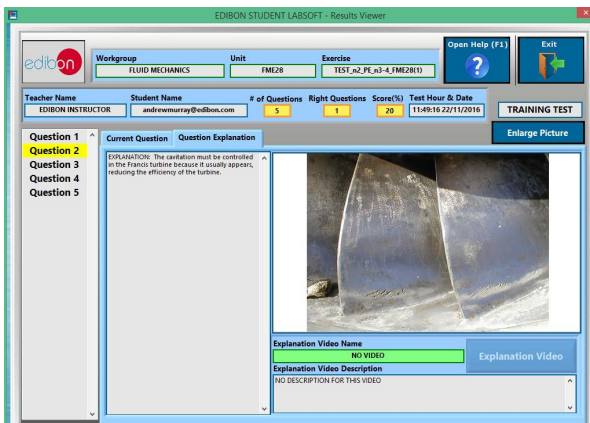 EDIBON STUDENT LABSOFT - Results Viewer
edibon
Workgroup
FLUID MECHANICS
Unit
FME28
Exercise
TEST_n2_PE_n3-4_FME28(1)
Open Help (F1)
?
Exit
Teacher Name
EDIBON INSTRUCTOR
Student Name
andrewmurray@edibon.com
# of Questions
5
Right Questions
1
Score(%)
20
Test Hour & Date
11:49:16 22/11/2016
TRAINING TEST
Question 1
Question 2
Question 3
Question 4
Question 5
Current Question
Question Explanation
Enlarge Picture
EXPLANATION: The cavitation must be controlled
in the Francis turbine because it usually appears,
reducing the efficiency of the turbine.
Explanation Video Name
NO VIDEO
Explanation Video
Explanation Video Description
NO DESCRIPTION FOR THIS VIDEO